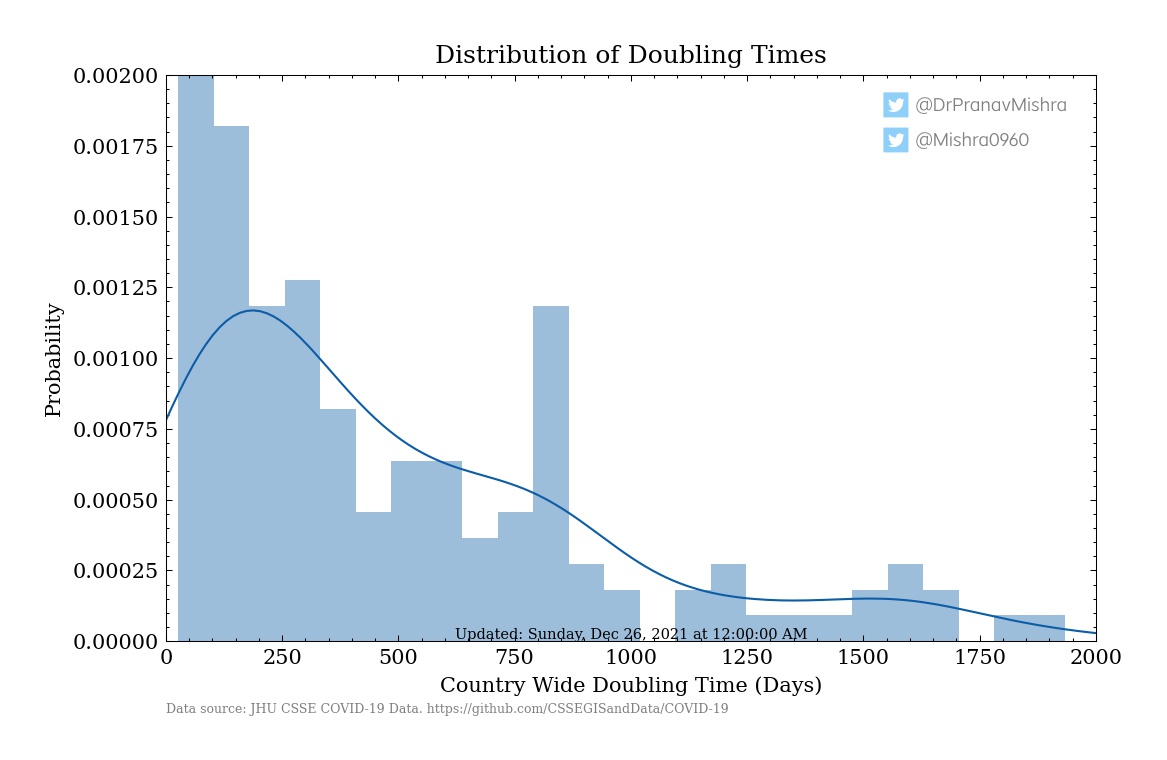 Distribution of Doubling Times
@DrPranavMishra
@Mishra0960
0.00200
0.00175
0.00150
0.00125
0.00100
0.00075
0.00050
0.00025
0.00000
Probability
Updated: Sunday, Dec 26, 2021 at 12:00:00 AM
0 250 500 750 1000 1250 1500 1750 2000
Country Wide Doubling Time (Days)
Data source: JHU CSSE COVID-19 Data. https://github.com/CSSEGISandData/COVID-19